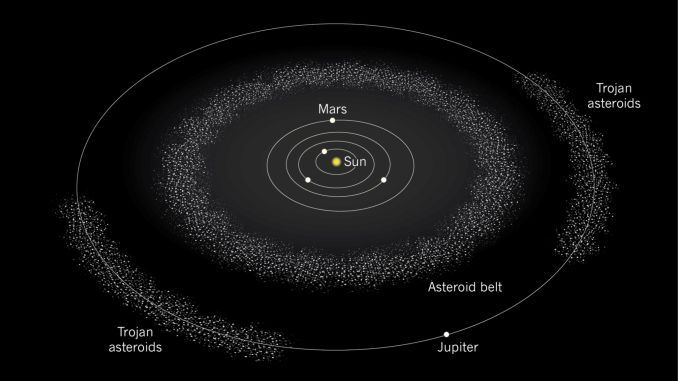 Trojan
asteroids
Mars
Sun
Asteroid belt
Trojan
asteroids
Jupiter